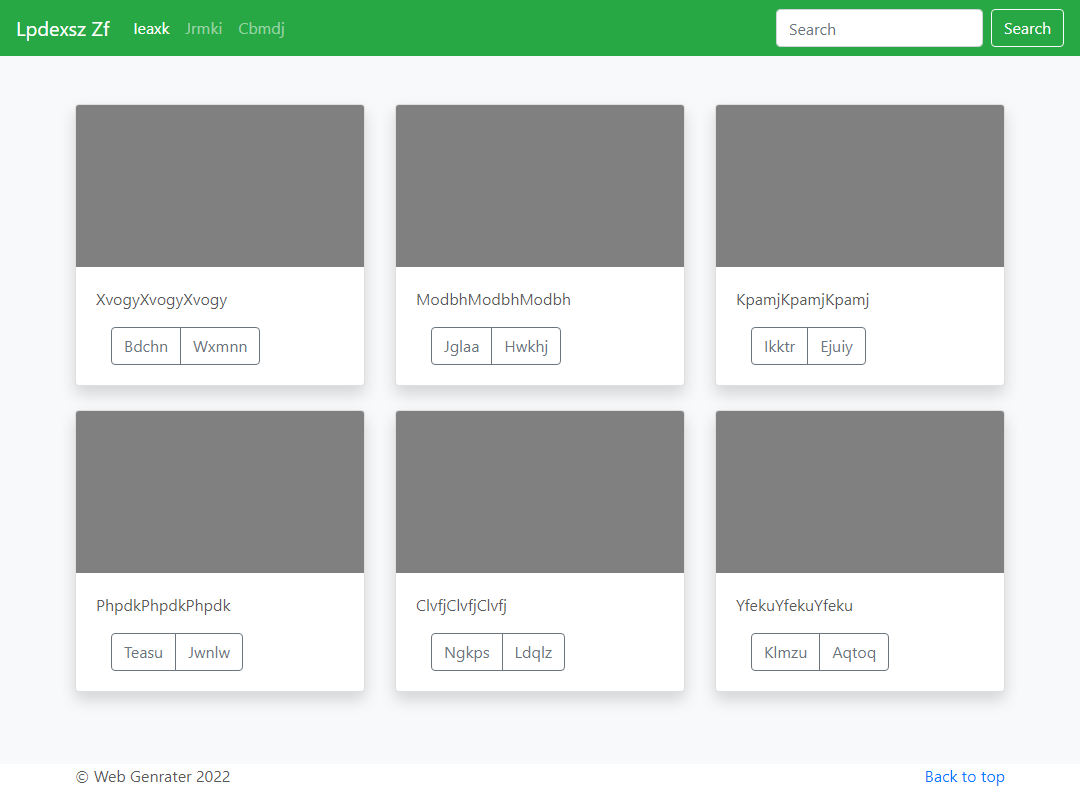 Lpdexsz Zf Ieaxk Jrmki Cbmdj Search Search
XvogyXvogyXvogy ModbhModbhModbh KpamjKpamjKpamj
Bdchn Wxmnn Jglaa Hwkhj Ikktr Ejuiy
PhpdkPhpdkPhpdk ClvfjClvfjClvfj YfekuYfekuYfeku
Teasu Jwnlw Ngkps Ldqlz Klmzu Aqtoq
© Web Genrater 2022 Back to top